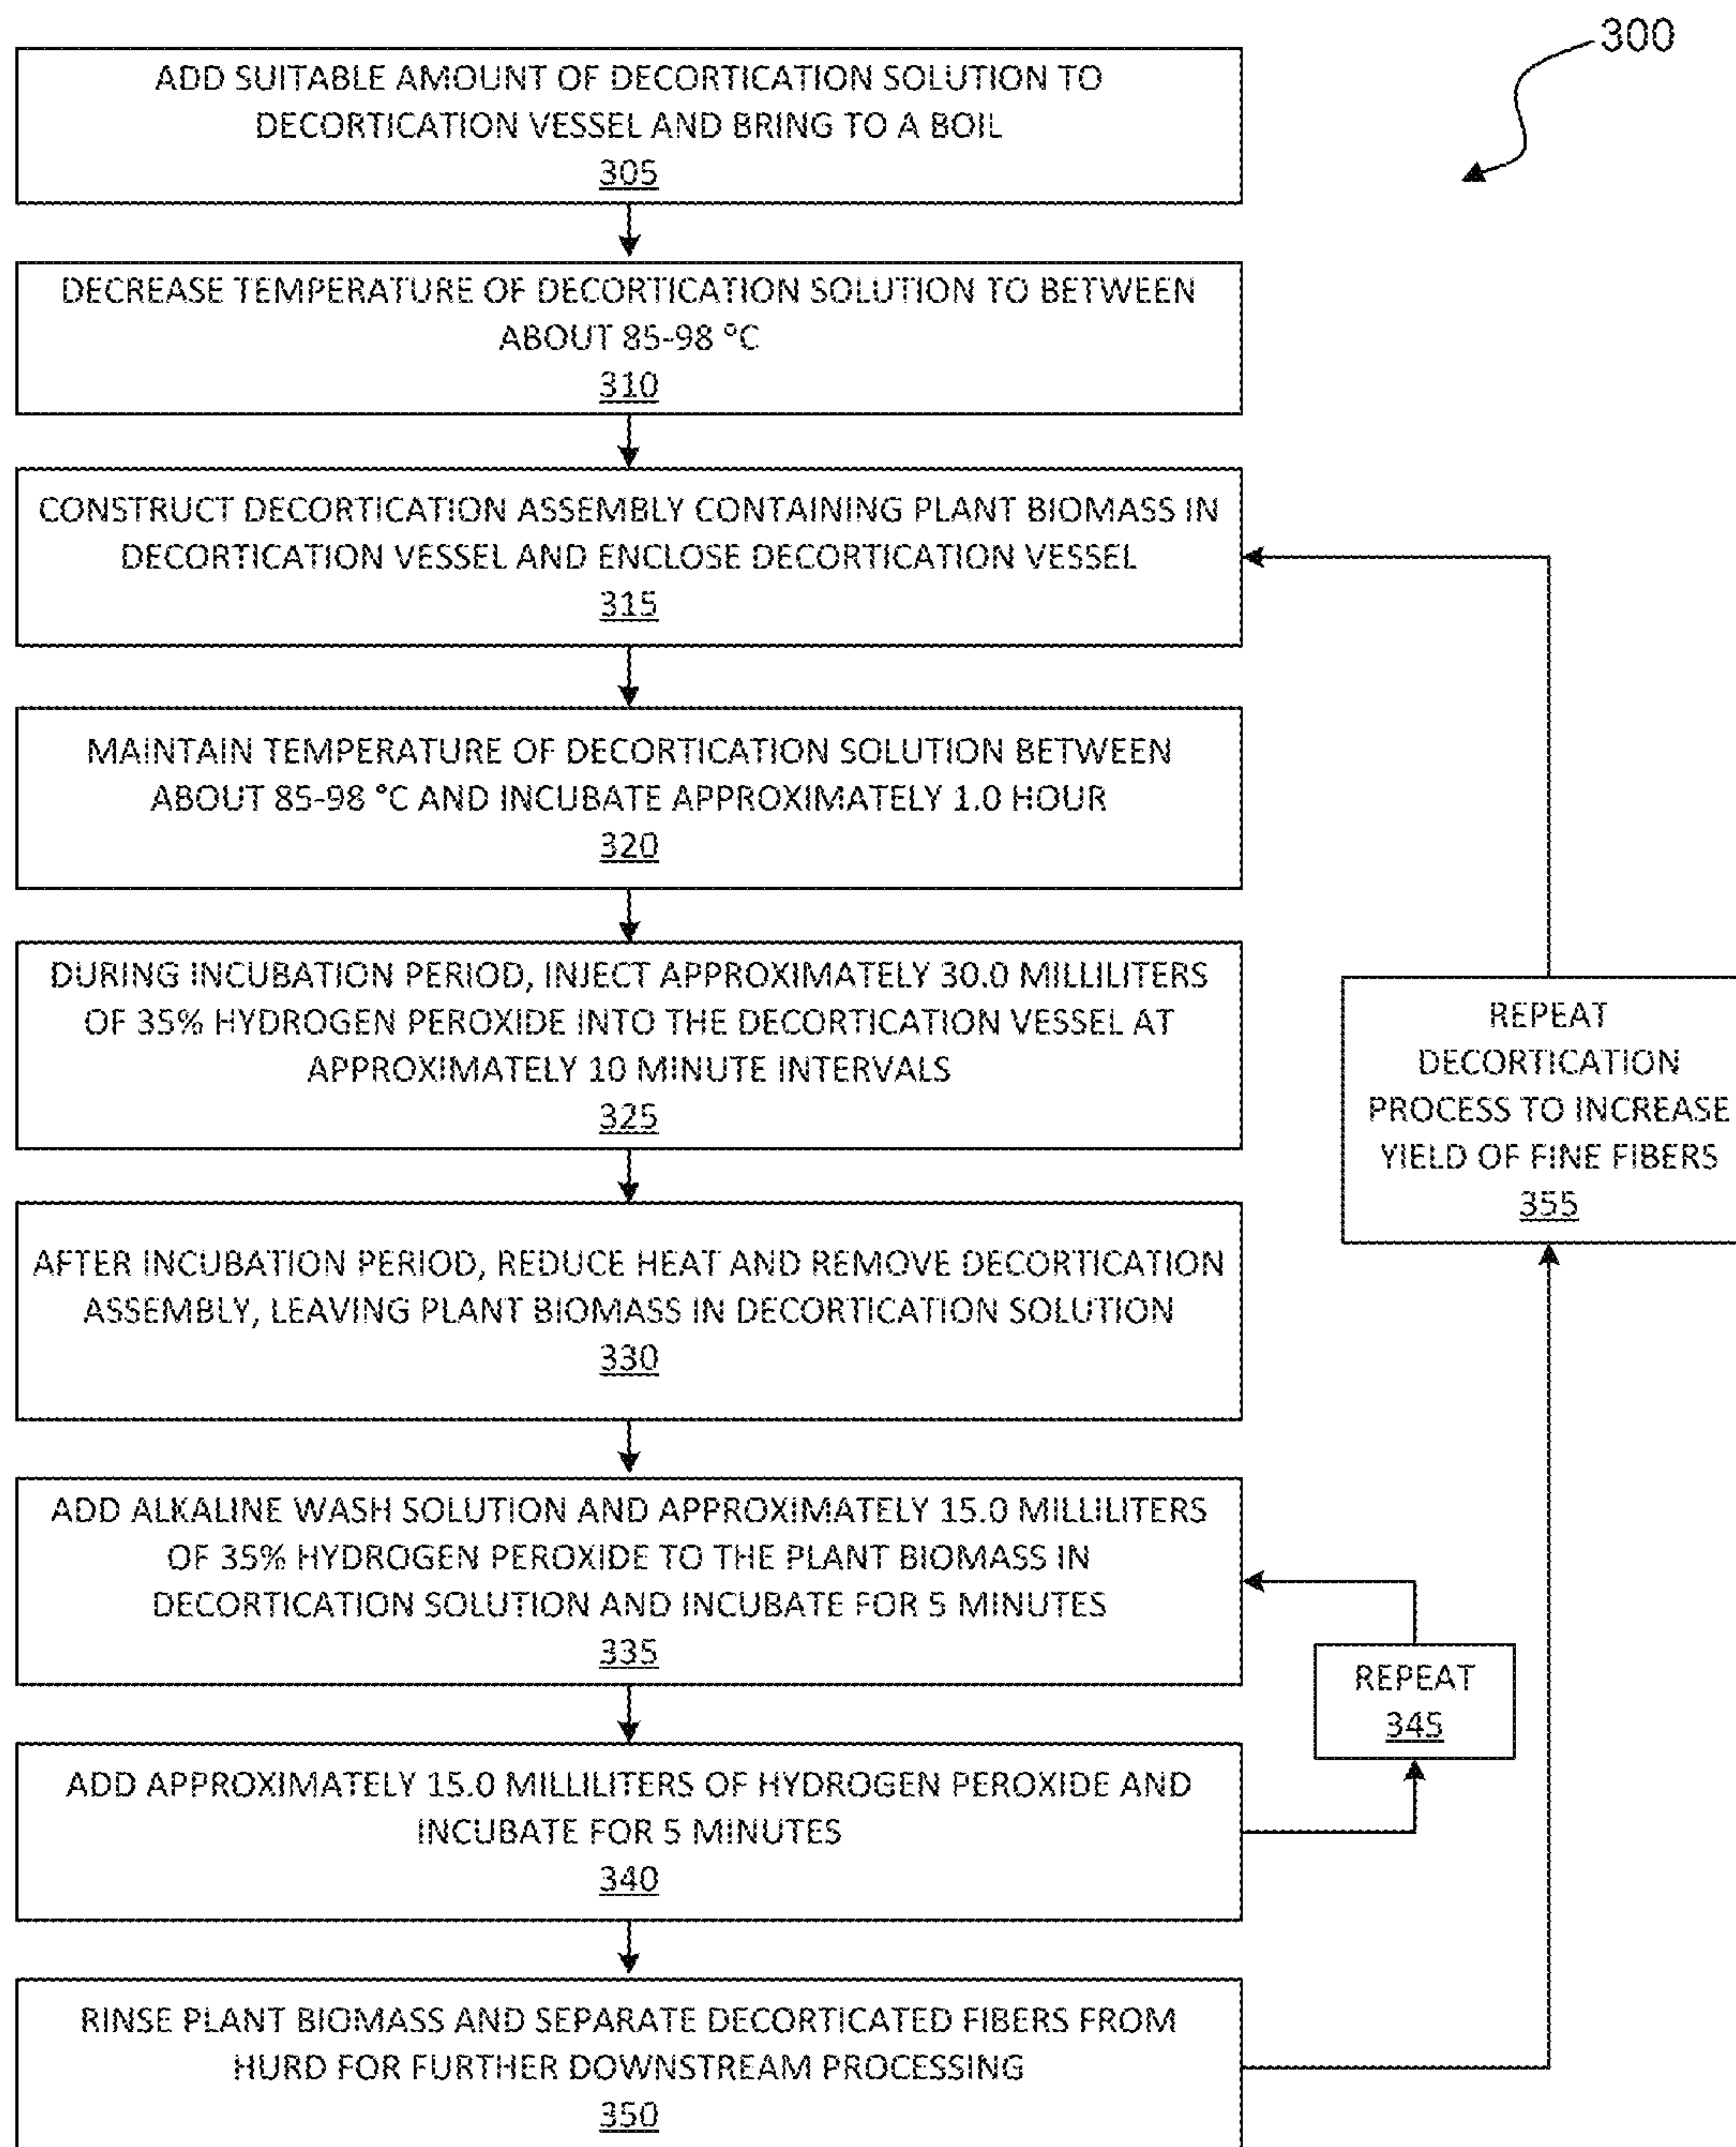 300
ADD SUITABLE AMOUNT OF DECORTICATION SOLUTION TO
DECORTICATION VESSEL AND BRING TO A BOIL
305
DECREASE TEMPERATURE OF DECORTICATION SOLUTION TO BETWEEN
ABOUT 85-98 °C
310
CONSTRUCT DECORTICATION ASSEMBLY CONTAINING PLANT BIOMASS IN
DECORTICATION VESSEL AND ENCLOSE DECORTICATION VESSEL
315
MAINTAIN TEMPERATURE OF DECORTICATION SOLUTION BETWEEN
ABOUT 85-98 °C AND INCUBATE APPROXIMATELY 1.0 HOUR
320
DURING INCUBATION PERIOD, INJECT APPROXIMATELY 30.0 MILLILITERS
OF 35% HYDROGEN PEROXIDE INTO THE DECORTICATION VESSEL AT
APPROXIMATELY 10 MINUTE INTERVALS
325
AFTER INCUBATION PERIOD, REDUCE HEAT AND REMOVE DECORTICATION
ASSEMBLY, LEAVING PLANT BIOMASS IN DECORTICATION SOLUTION
330
ADD ALKALINE WASH SOLUTION AND APPROXIMATELY 15.0 MILLILITERS
OF 35% HYDROGEN PEROXIDE TO THE PLANT BIOMASS IN
DECORTICATION SOLUTION AND INCUBATE FOR 5 MINUTES
335
ADD APPROXIMATELY 15.0 MILLILITERS OF HYDROGEN PEROXIDE AND
INCUBATE FOR 5 MINUTES
340
REPEAT
345
RINSE PLANT BIOMASS AND SEPARATE DECORTICATED FIBERS FROM
HURD FOR FURTHER DOWNSTREAM PROCESSING
350
REPEAT
DECORTICATION
PROCESS TO INCREASE
YIELD OF FINE FIBERS
355